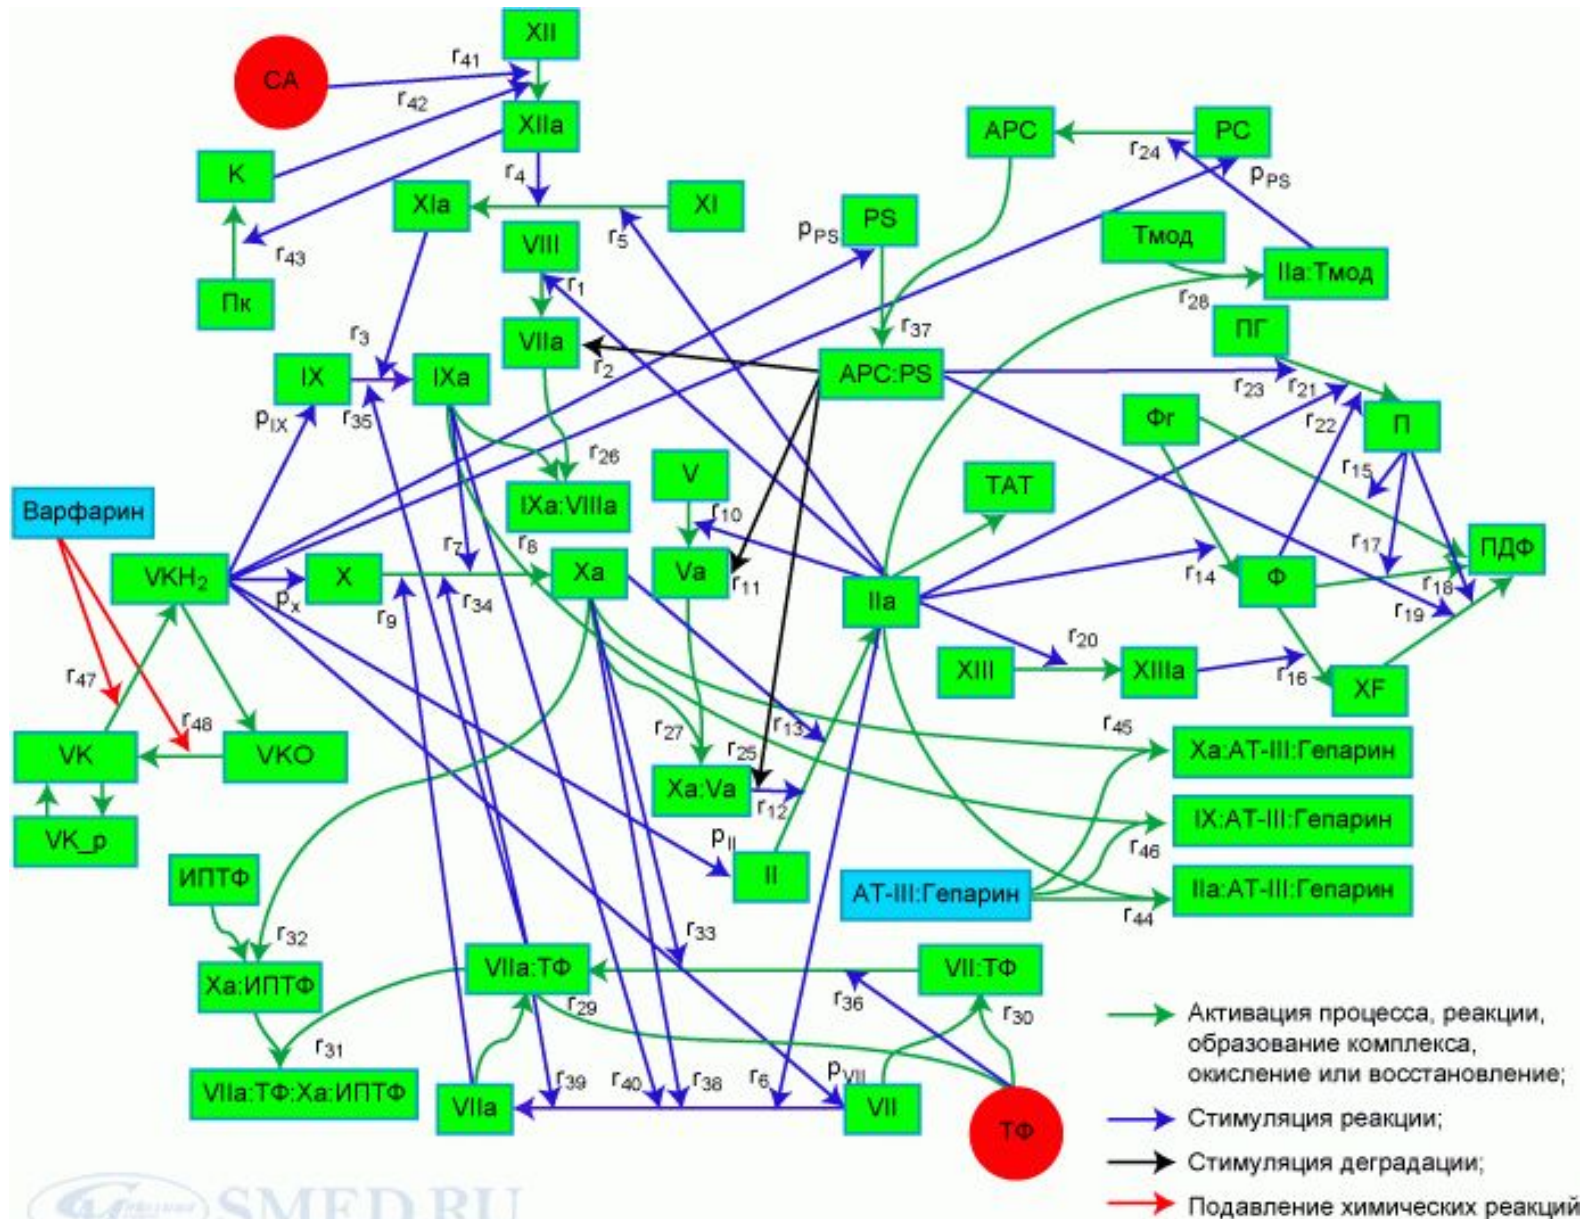 XII
CA
r41
r42
XIIa
APC
PC
r24
К
r4
pPS
XIa
XI
PS
pPS
Тмод
r43
r5
VIII
IIa:Тмод
Пк
r1
r28
r37
ПГ
r3
VIIa
r2
APC:PS
IX
IXa
r23
r21
pIX
r35
r22
Фг
П
r26
V
ТАТ
r15
Варфарин
IXa:VIIIa
r10
r7
r8
r17
ПДФ
VKH2
X
Xa
Va
r11
IIa
r14
Ф
r18
pX
r9
r34
r19
r20
XIII
XIIIa
r16
XF
r47
r48
r27
r13
r45
VK
VKO
r25
Xa:АТ-III:Гепарин
Xa:Va
r12
VK_p
pII
IX:АТ-III:Гепарин
r46
ИПТФ
II
АТ-III:Гепарин
IIa:АТ-III:Гепарин
r44
r32
r33
VIIa:ТФ
VII:ТФ
Xa:ИПТФ
r29
r36
r30
Активация процесса, реакции,
образование комплекса,
окисление или восстановление;
r31
pVII
VIIa:ТФ:Xa:ИПТФ
VIIa
r39
r40
r38
r6
VII
ТФ
Стимуляция реакции;
Стимуляция деградации;
Подавление химических реакций
SMED.RU